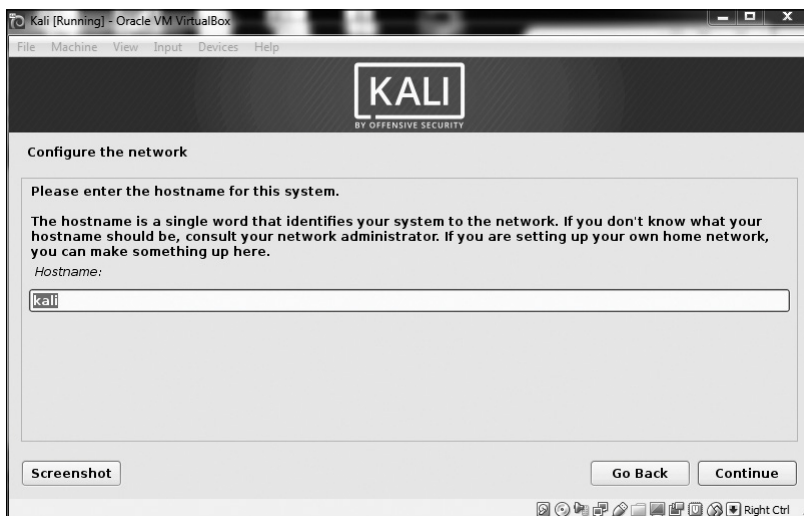 Kali [Running] - Oracle VM VirtualBox
File Machine View Input Devices Help
KALI
BY OFFENSIVE SECURITY
Configure the network
Please enter the hostname for this system.
The hostname is a single word that identifies your system to the network. If you don't know what your
hostname should be, consult your network administrator. If you are setting up your own home network,
you can make something up here.
Hostname:
kali
Screenshot
Go Back
Continue
Right Ctrl